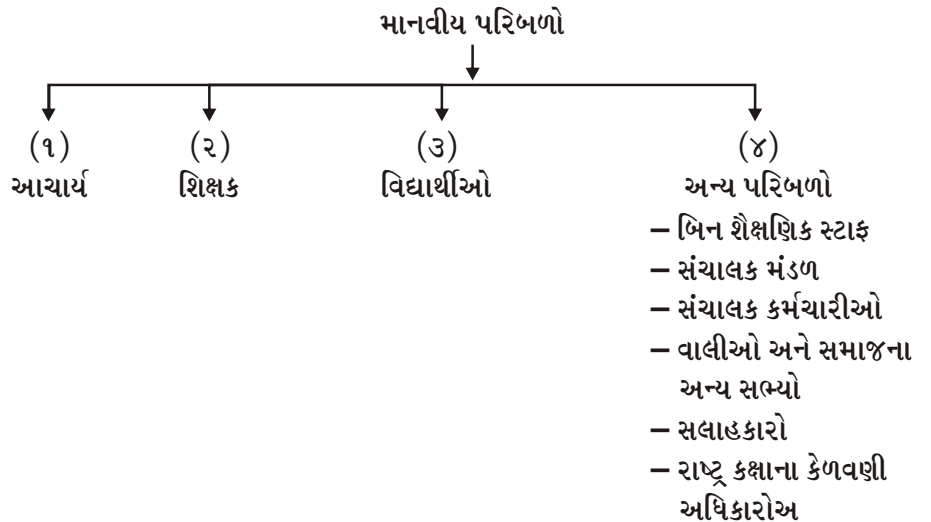 માનવીય પરિબળો
(૧) (૨) (૩) (૪)
આચાર્ય શિક્ષક વિદ્યાર્થીઓ અન્ય પરિબળો
– બિન શૈક્ષણિક સ્ટાફ
– સંચાલક મંડળ
– સંચાલક કર્મચારીઓ
– વાલીઓ અને સમાજના
અન્ય સભ્યો
– સલાહકારો
– રાષ્ટ્ર કક્ષાના કેળવણી
અધિકારોઅ